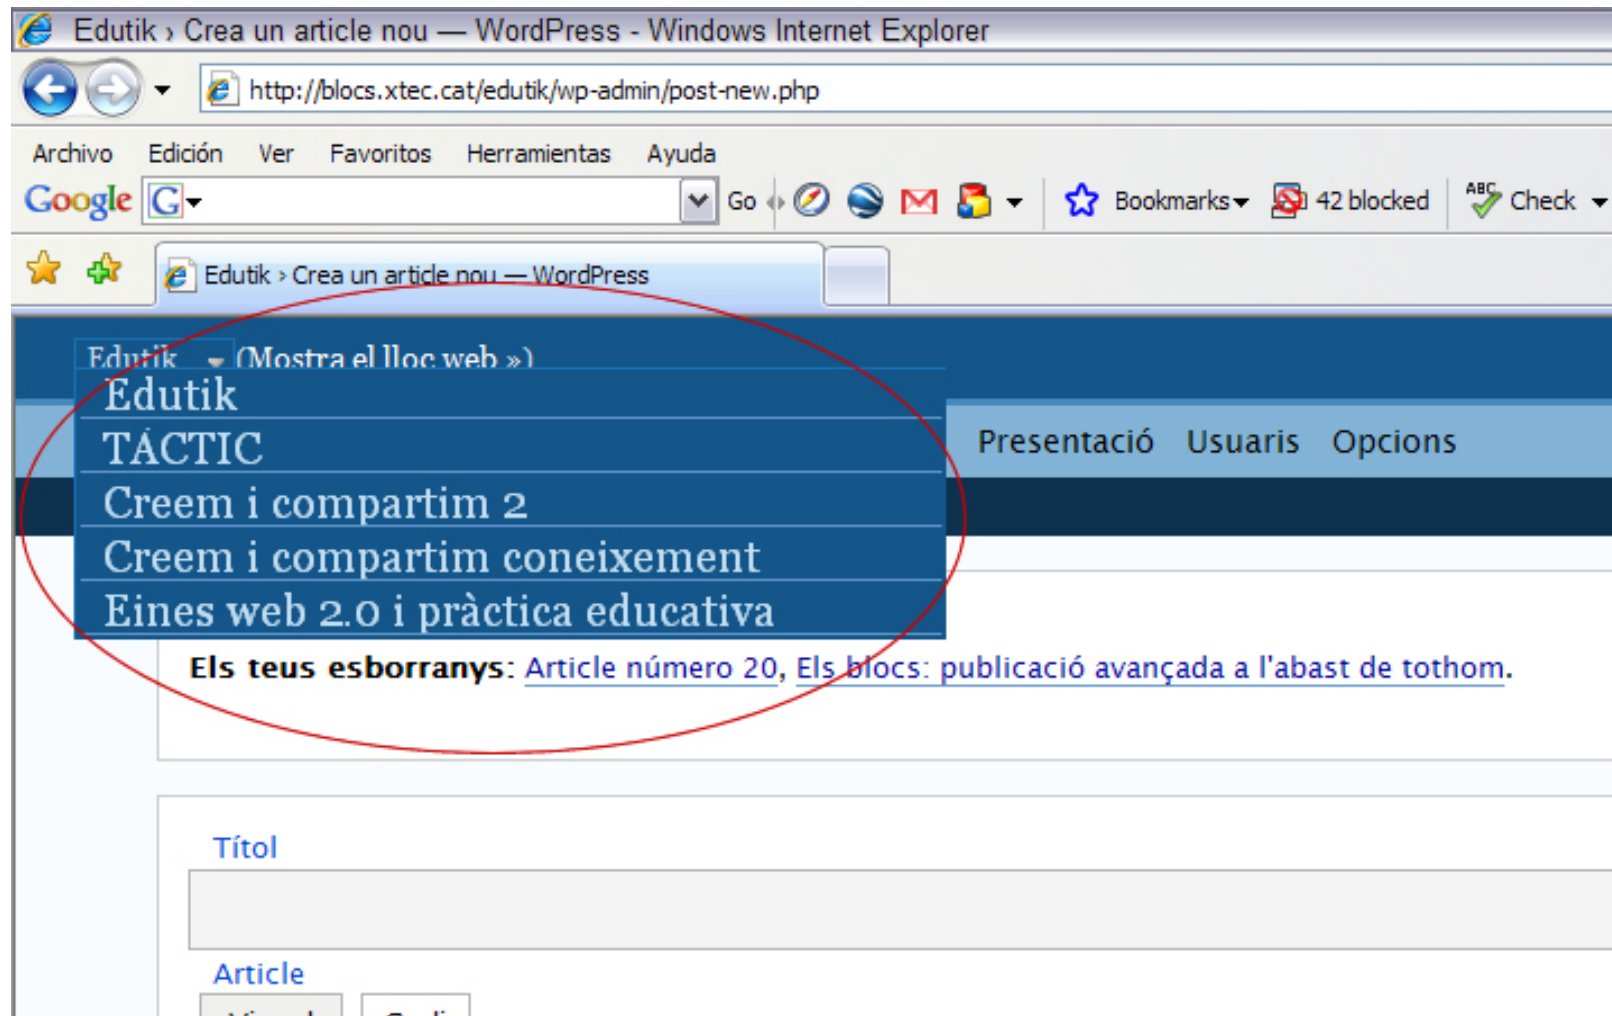 Edutik › Crea un article nou — WordPress - Windows Internet Explorer
http://blocs.xtec.cat/edutik/wp-admin/post-new.php
Archivo Edición Ver Favoritos Herramientas Ayuda
Google G Go Bookmarks 42 blocked ABC Check
Edutik › Crea un article nou — WordPress
Edutik (Mostra el lloc web »)
Edutik
TÀCTIC
Presentació Usuaris Opcions
Creem i compartim 2
Creem i compartim coneixement
Eines web 2.0 i pràctica educativa
Els teus esborranys: Article número 20, Els blocs: publicació avançada a l'abast de tothom.
Títol
Article